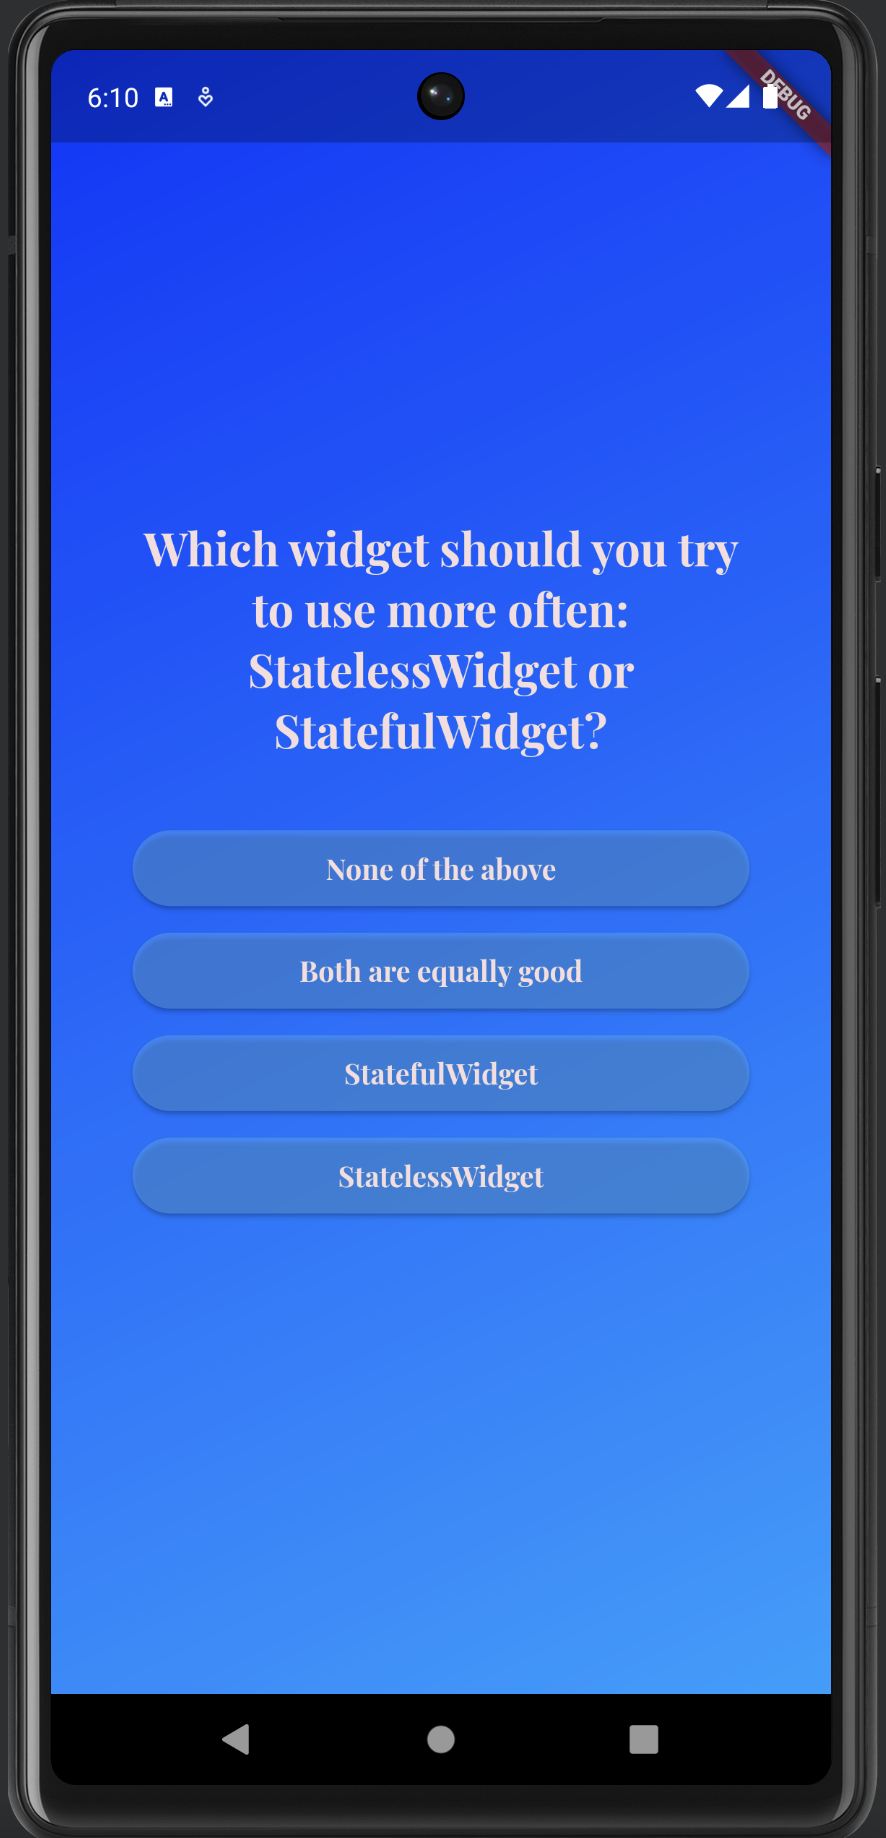 6:10
DEBUG
Which widget should you try
to use more often:
StatelessWidget or
StatefulWidget?
None of the above
Both are equally good
StatefulWidget
StatelessWidget